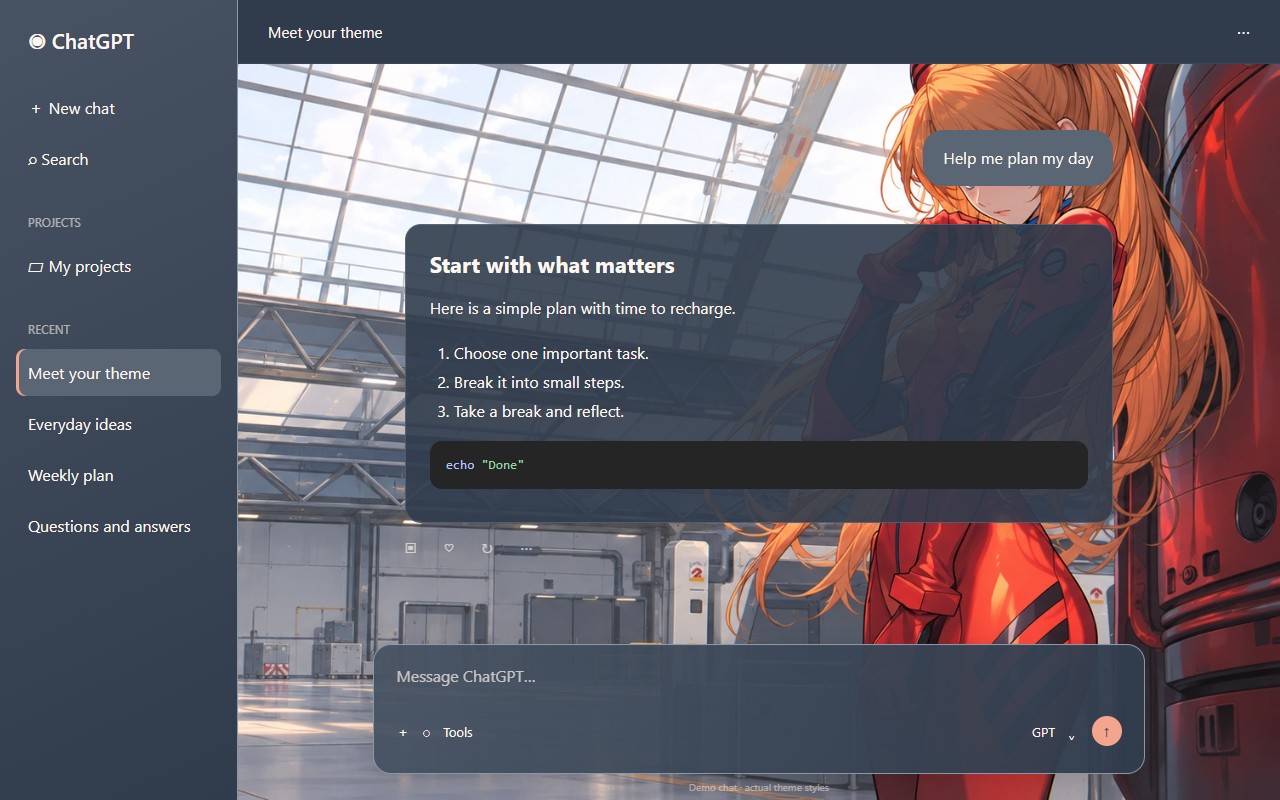 ChatGPT
+ New chat
Search
PROJECTS
My projects
RECENT
Meet your theme
Everyday ideas
Weekly plan
Questions and answers
Meet your theme
...
Help me plan my day
Start with what matters
Here is a simple plan with time to recharge.
1. Choose one important task.
2. Break it into small steps.
3. Take a break and reflect.
echo "Done"
2
Message ChatGPT...
+ Tools
GPT
Demo chat · actual theme styles